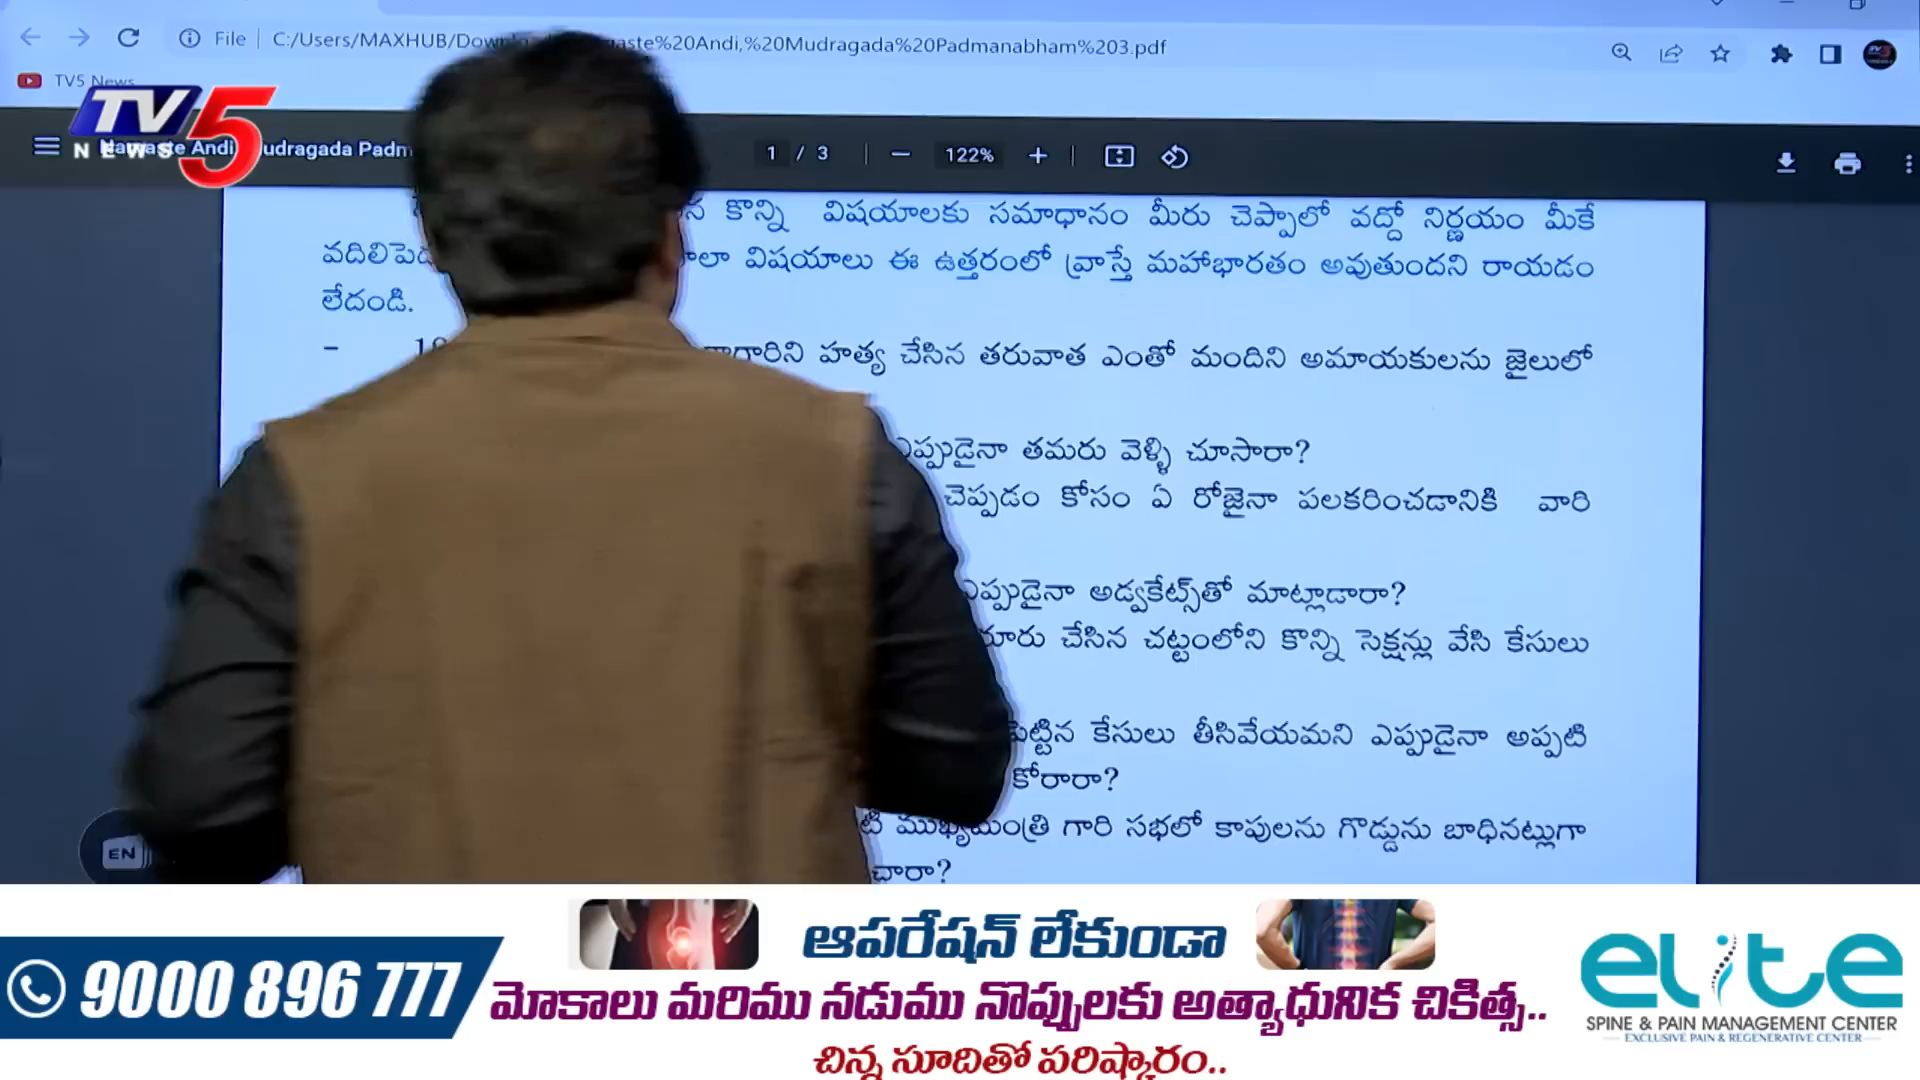 File
C:/Users/MAXHUB/Dow
aste%20Andi,%20Mudragada%20Padmanabham%203.pdf
TV5 News
TV5
NEWS
Andi
udragada Padm
1 / 3
122%
కొన్ని విషయాలకు సమాధానం మీరు చెప్పాలో వద్దో నిర్ణయం మీకే
వదిలిపెడ
విషయాలు ఈ ఉత్తరంలో వ్రాస్తే మహాభారతం అవుతుందని రాయడం
లేదండి.
–
గారిని హత్య చేసిన తరువాత ఎంతో మందిని అమాయకులను జైలులో
ఎప్పుడైనా తమరు వెళ్ళి చూసారా?
చెప్పడం కోసం ఏ రోజైనా పలకరించడానికి వారి
ఎప్పుడైనా అడ్వకేట్స్‌తో మాట్లాడారా?
చేసిన చట్టంలోని కొన్ని సెక్షన్లు వేసి కేసులు
పెట్టిన కేసులు తీసివేయమని ఎప్పుడైనా అప్పటి
కోరారా?
ముఖ్యమంత్రి గారి సభలో కాపులను గొడ్డును బాధినట్లుగా
EN
ఆపరేషన్ లేకుండా
9000 896 777
మోకాలు మరియు నడుము నొప్పులకు అత్యాధునిక చికిత్స..
చిన్న సూదితో పరిష్కారం..
elite
SPINE & PAIN MANAGEMENT CENTER
EXCLUSIVE PAIN & REGENERATIVE CENTER